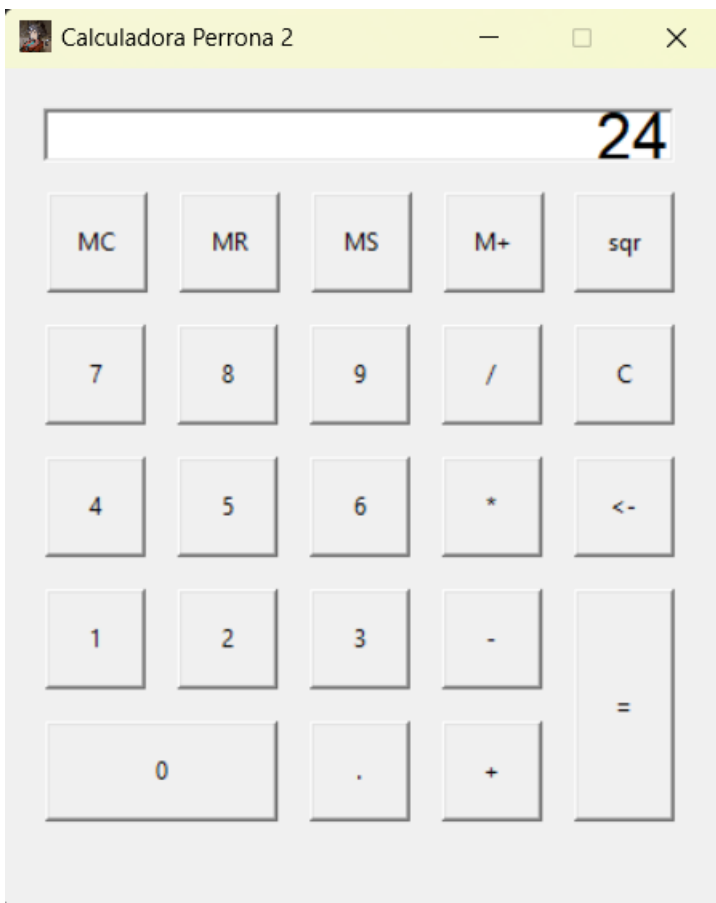 Calculadora Perrona 2
24
MC MR MS M+ sqr
7 8 9 / C
4 5 6 * <-
1 2 3 -
=
0 . +